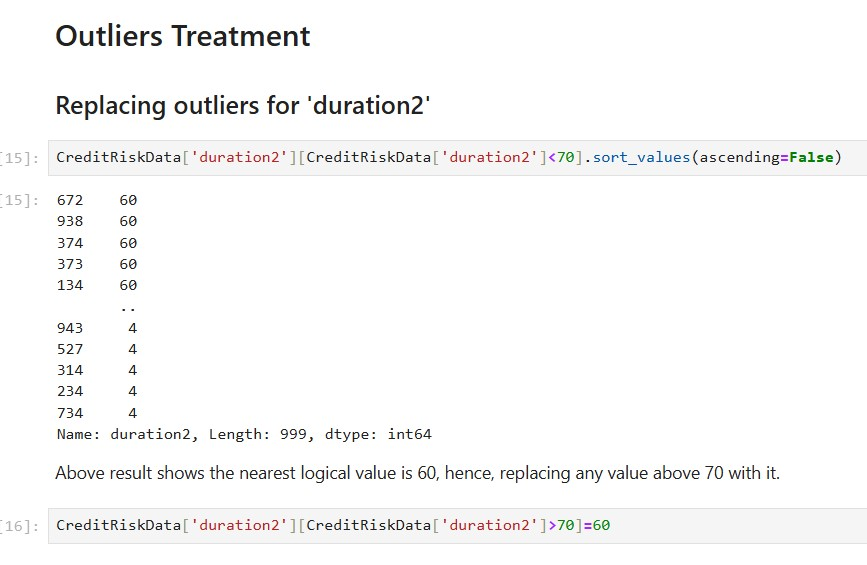 Outliers Treatment
Replacing outliers for 'duration2'
[15]: CreditRiskData['duration2'][CreditRiskData['duration2']<70].sort_values(ascending=False)
[15]: 672    60
938    60
374    60
373    60
134    60
..
943     4
527     4
314     4
234     4
734     4
Name: duration2, Length: 999, dtype: int64
Above result shows the nearest logical value is 60, hence, replacing any value above 70 with it.
[16]: CreditRiskData['duration2'][CreditRiskData['duration2']>70]=60